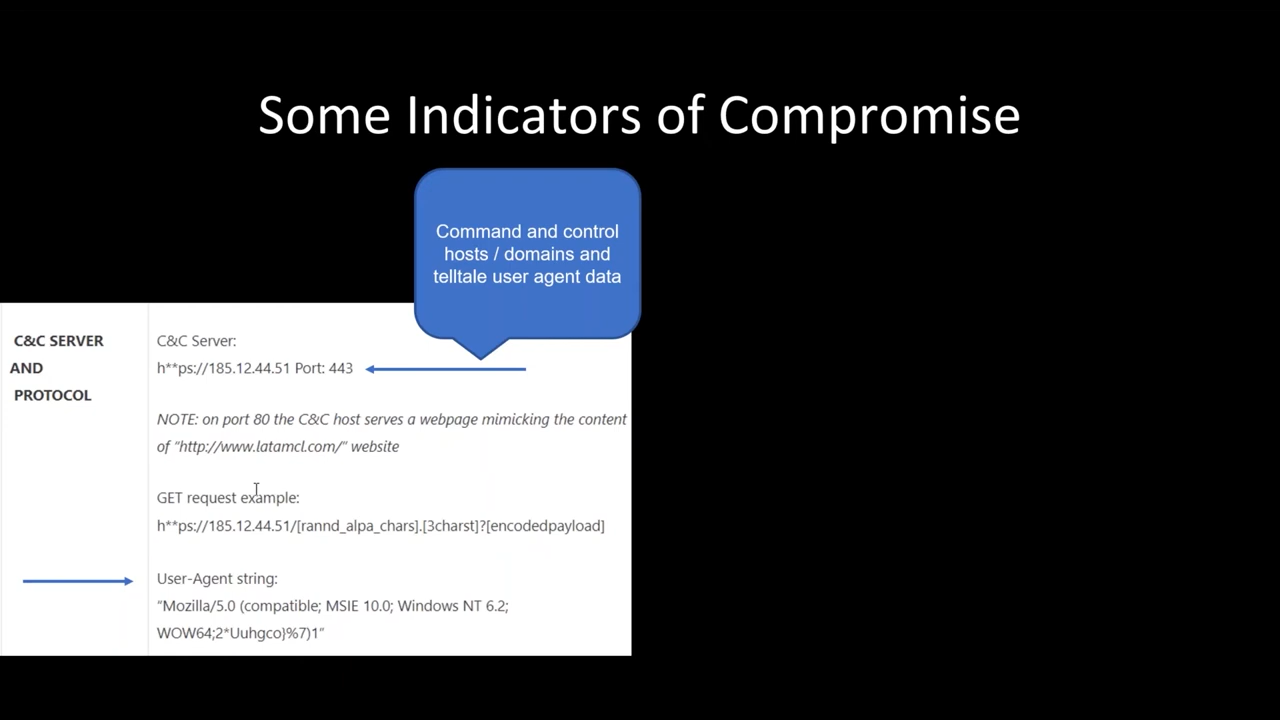 Some Indicators of Compromise
Command and control
hosts / domains and
telltale user agent data
C&C SERVER
AND
PROTOCOL
C&C Server:
h**ps://185.12.44.51 Port: 443
NOTE: on port 80 the C&C host serves a webpage mimicking the content
of “http://www.latamcl.com/” website
GET request example:
h**ps://185.12.44.51/[rannd_alpa_chars].[3charst]?[encodedpayload]
User-Agent string:
“Mozilla/5.0 (compatible; MSIE 10.0; Windows NT 6.2;
WOW64;2*Uuhgco}%7)1”